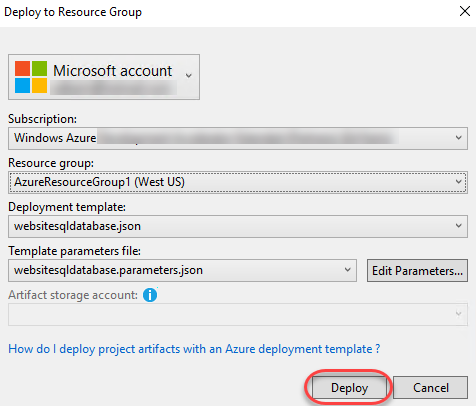 Deploy to Resource Group
Microsoft account
Subscription:
Windows Azure
Resource group:
AzureResourceGroup1 (West US)
Deployment template:
websitesqldatabase.json
Template parameters file:
websitesqldatabase.parameters.json
Edit Parameters...
Artifact storage account:
How do I deploy project artifacts with an Azure deployment template ?
Deploy
Cancel